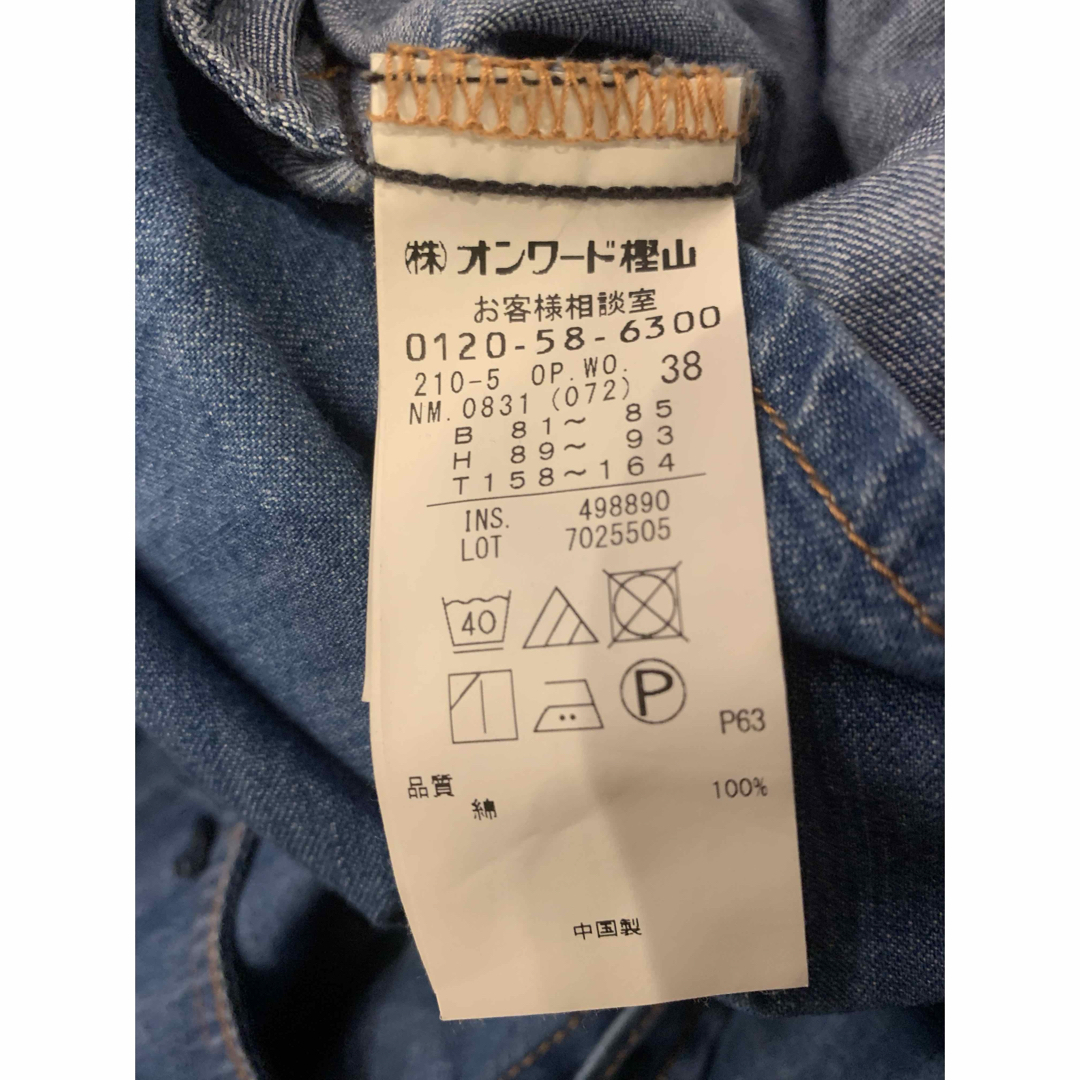 ㈱オンワード樫山
お客様相談室
0120-58-6300
210-5 OP.WO. 38
NM.0831 (072)
B 81~ 85
H 89~ 93
T158~164
INS. 498890
LOT 7025505
40
P
P63
品質 100%
綿
中国製